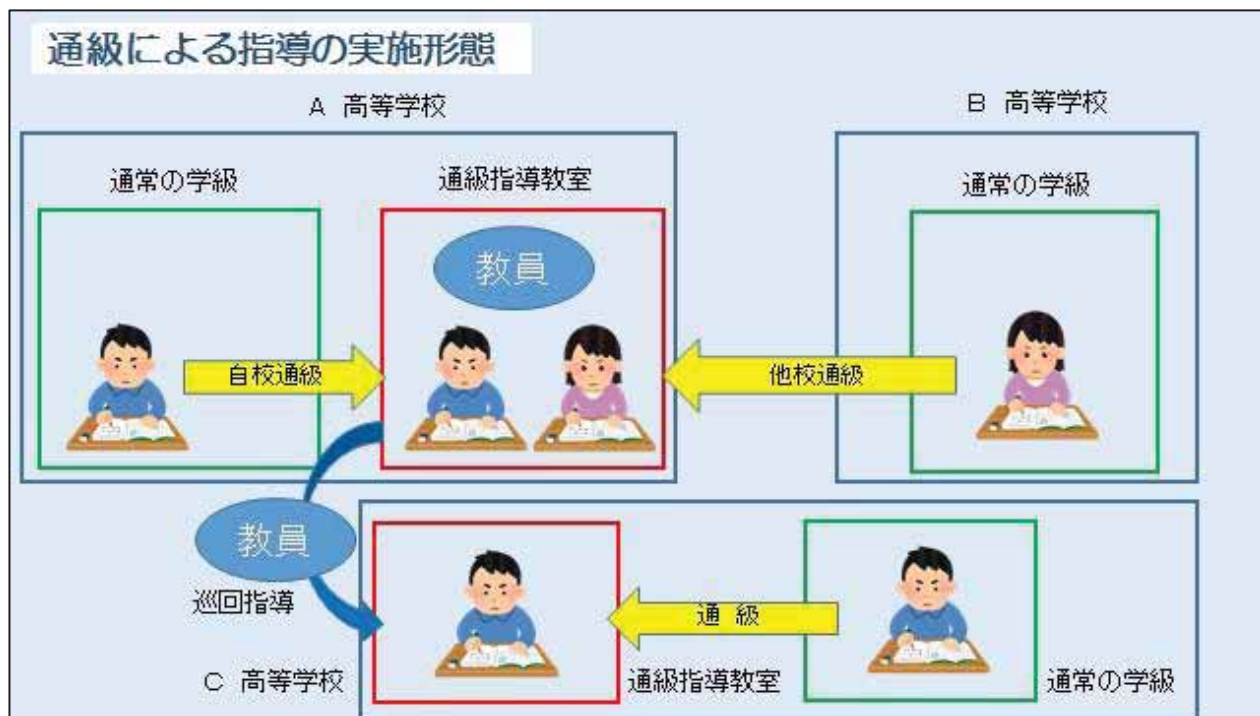 通級による指導の実施形態
A 高等学校
B 高等学校
通常の学級
通級指導教室
通常の学級
教員
自校通級
他校通級
教員
巡回指導
通 級
C 高等学校
通級指導教室
通常の学級